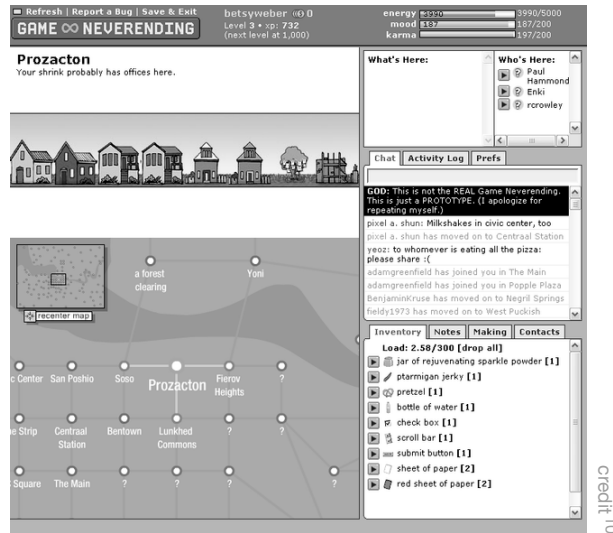 Refresh | Report a Bug | Save & Exit
GAME ∞ NEVERENDING
betsyweber
Level 3 • xp: 732
(next level at 1,000)
energy 3990 3990/5000
mood 187 187/200
karma 197/200
Prozacton
Your shrink probably has offices here.
What's Here:
Who's Here:
Paul
Hammond
Enki
rcrowley
Chat
Activity Log
Prefs
GOD: This is not the REAL Game Neverending.
This is just a PROTOTYPE. (I apologize for
repeating myself.)
pixel a. shun: Milkshakes in civic center, too
pixel a. shun has moved on to Centraal Station
yeoz: to whomever is eating all the pizza:
please share :(
adamgreenfield has joined you in The Main
adamgreenfield has joined you in Popple Plaza
BenjaminKruse has moved on to Negril Springs
fieldy1973 has moved on to West Puckish
recenter map
a forest
clearing
Yoni
c Center
San Poshio
Soso
Prozacton
Fierov
Heights
?
e Strip
Centraal
Station
Bentown
Lunkhed
Commons
?
?
Square
The Main
?
?
?
?
Inventory
Notes
Making
Contacts
Load: 2.58/300 [drop all]
jar of rejuvenating sparkle powder [1]
ptarmigan jerky [1]
pretzel [1]
bottle of water [1]
check box [1]
scroll bar [1]
submit button [1]
sheet of paper [2]
red sheet of paper [2]
credit